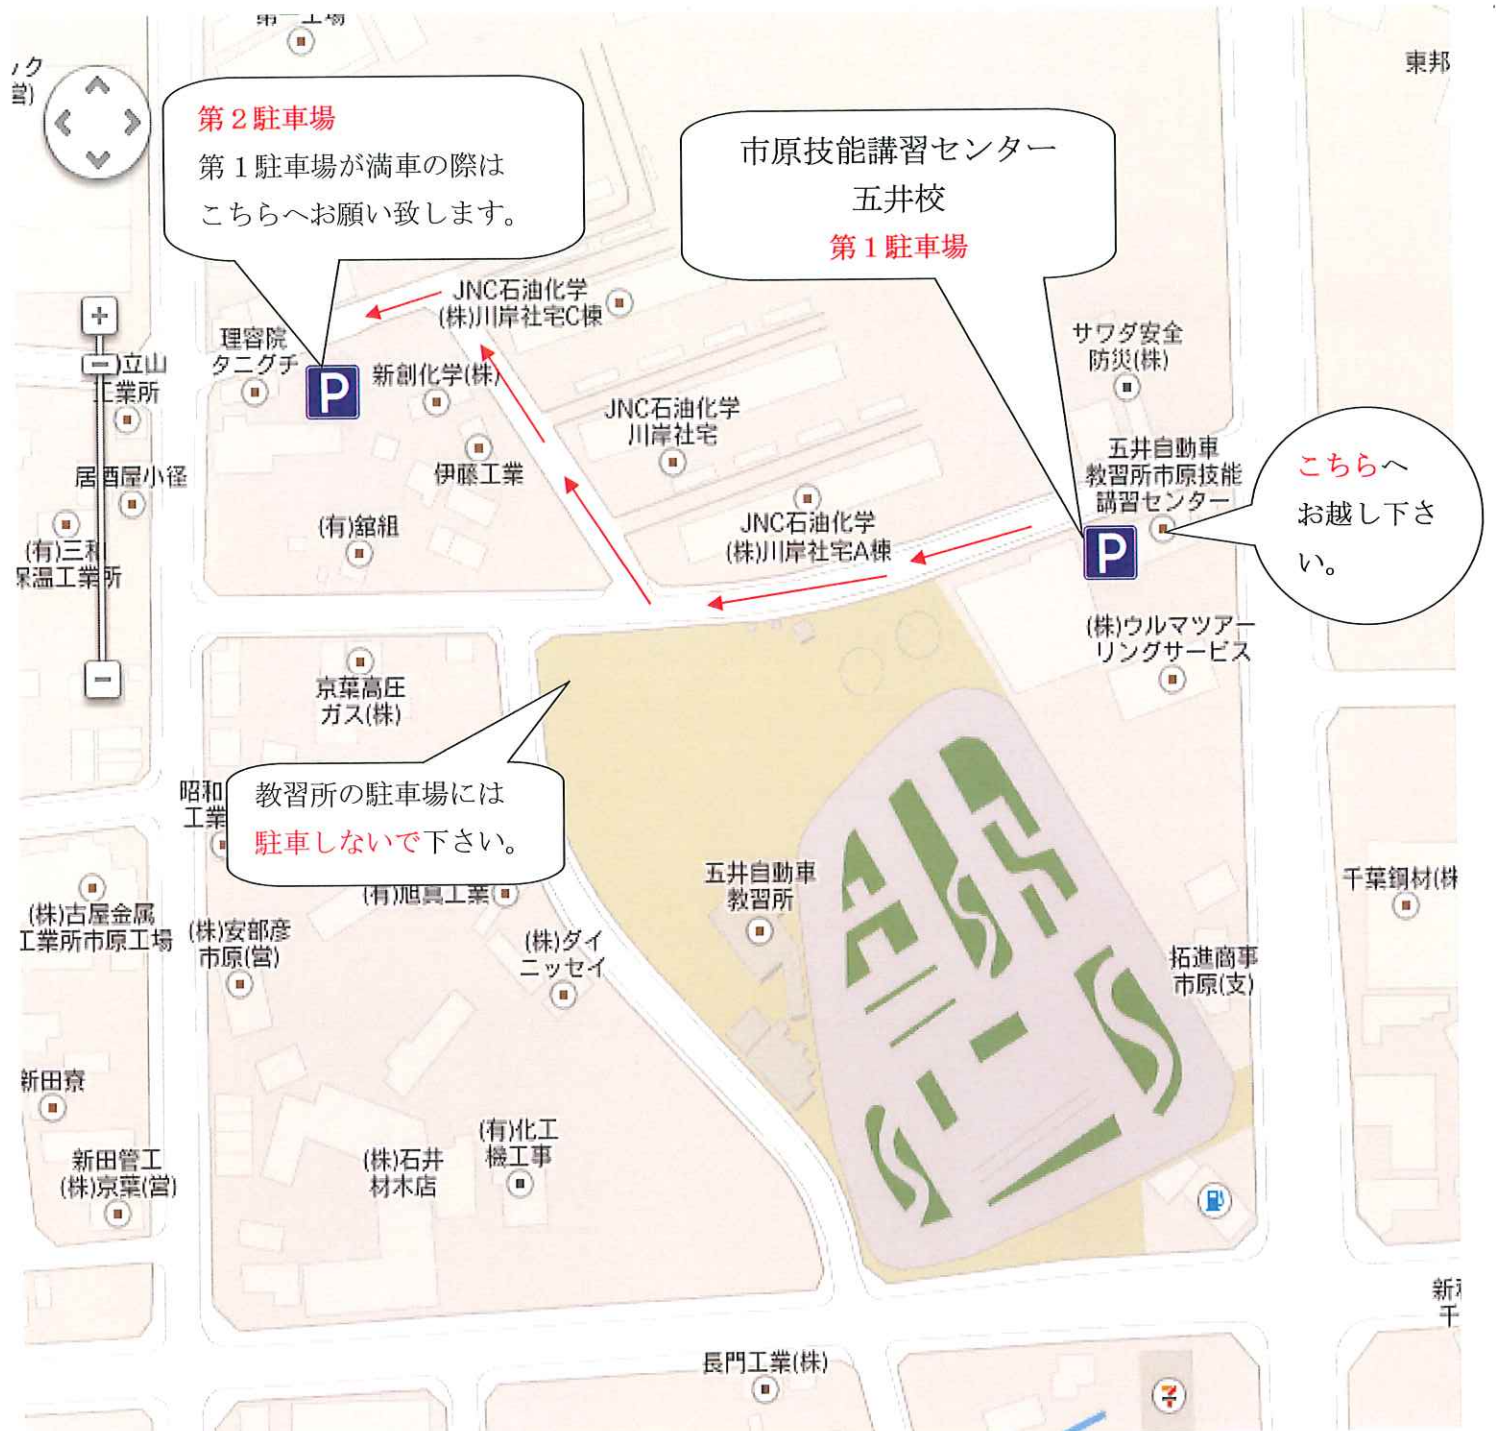 第一工場
東邦
ック
営)
第２駐車場
第１駐車場が満車の際は
こちらへお願い致します。
市原技能講習センター
五井校
第１駐車場
JNC石油化学
(株)川岸社宅C棟
理容院
タニグチ
サワダ安全
防災(株)
)立山
工業所
P
新創化学(株)
JNC石油化学
川岸社宅
五井自動車
教習所市原技能
講習センター
こちらへ
お越し下さ
い。
居酒屋小径
伊藤工業
(有)舘組
JNC石油化学
(株)川岸社宅A棟
P
(有)三和
保温工業所
(株)ウルマツアー
リングサービス
京葉高圧
ガス(株)
教習所の駐車場には
駐車しないで下さい。
昭和
工業
(有)旭真工業
五井自動車
教習所
千葉鋼材(株
(株)古屋金属
工業所市原工場
(株)安部彦
市原(営)
(株)ダイ
ニッセイ
拓進商事
市原(支)
新田寮
新田管工
(株)京葉(営)
(株)石井
材木店
(有)化工
機工事
千
長門工業(株)
7